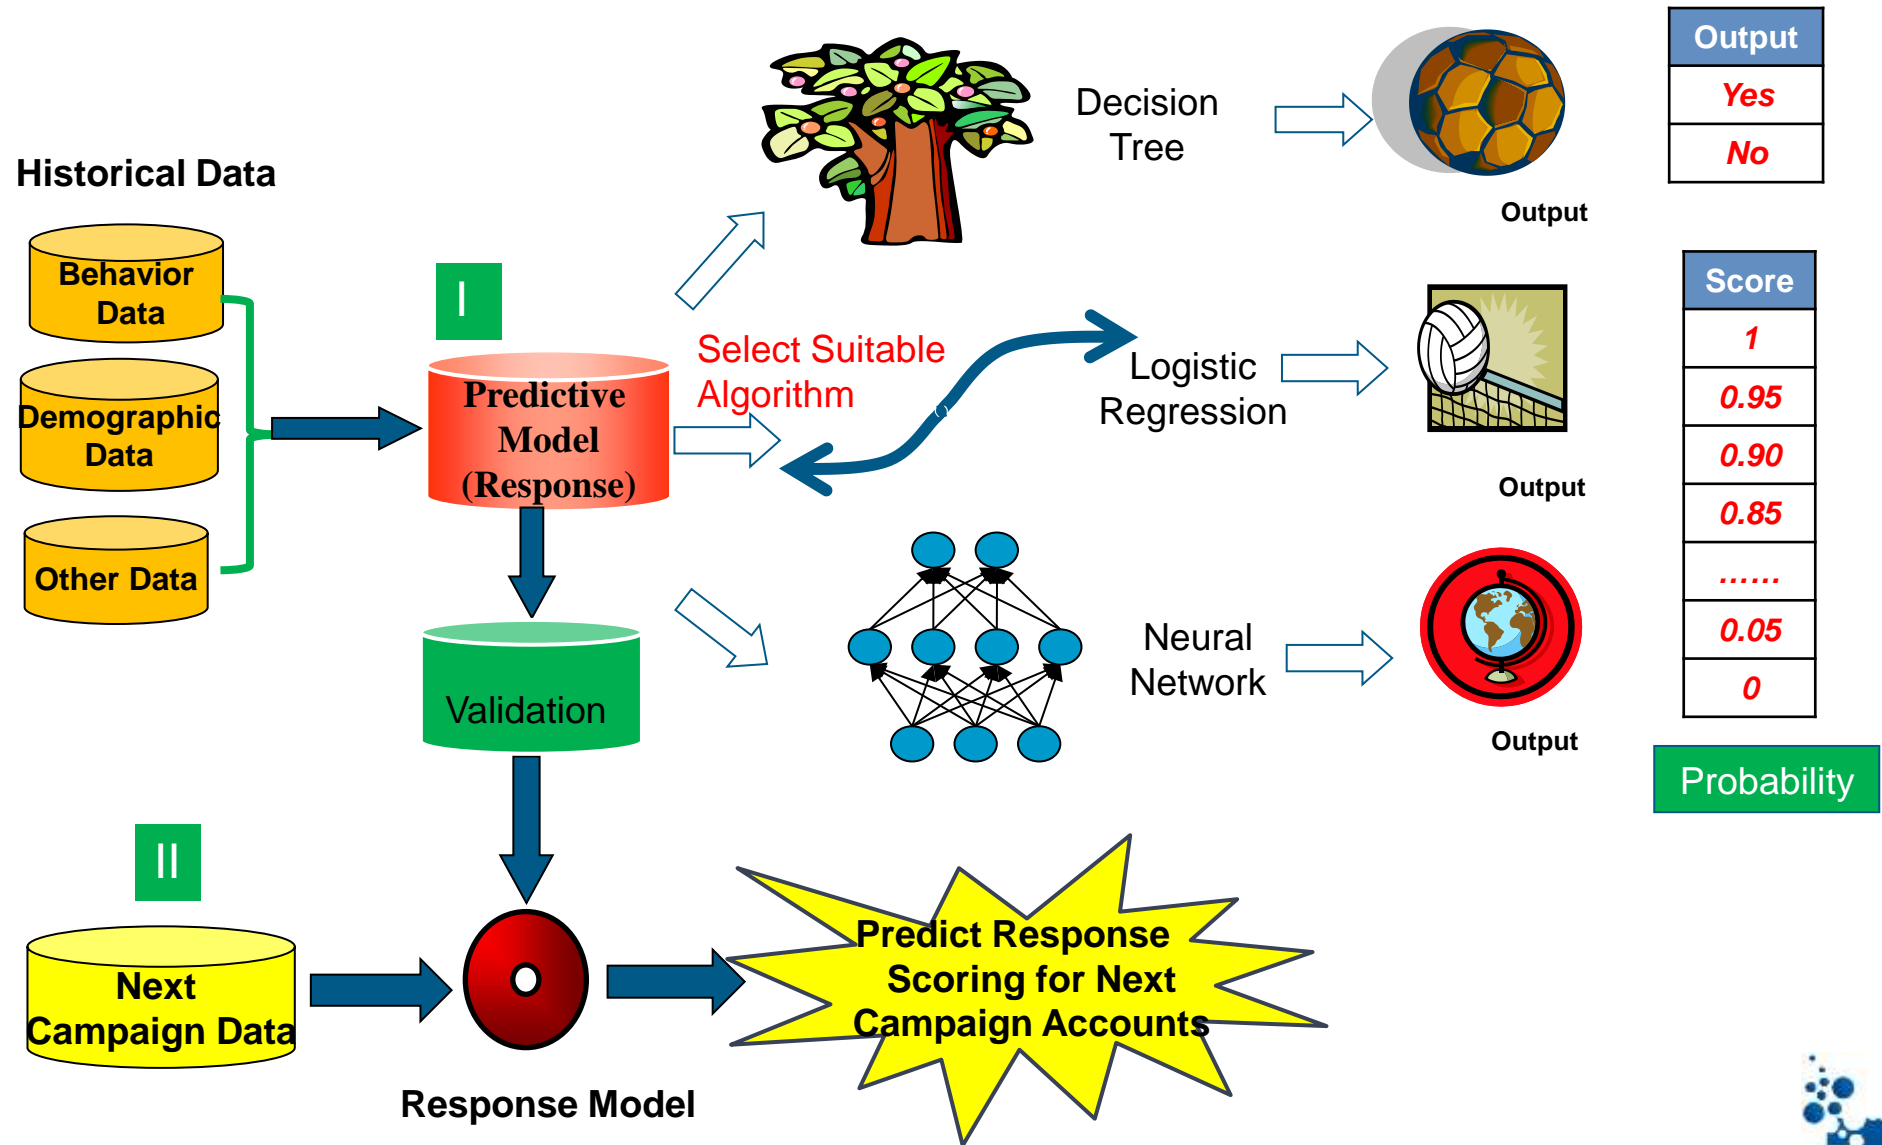 Historical Data
Behavior
Data
Demographic
Data
Other Data
I
Predictive
Model
(Response)
Select Suitable
Algorithm
Validation
Decision
Tree
Output
Logistic
Regression
Output
Neural
Network
Output
Output
Yes
No
Score
1
0.95
0.90
0.85
......
0.05
0
Probability
II
Next
Campaign Data
Response Model
Predict Response
Scoring for Next
Campaign Accounts